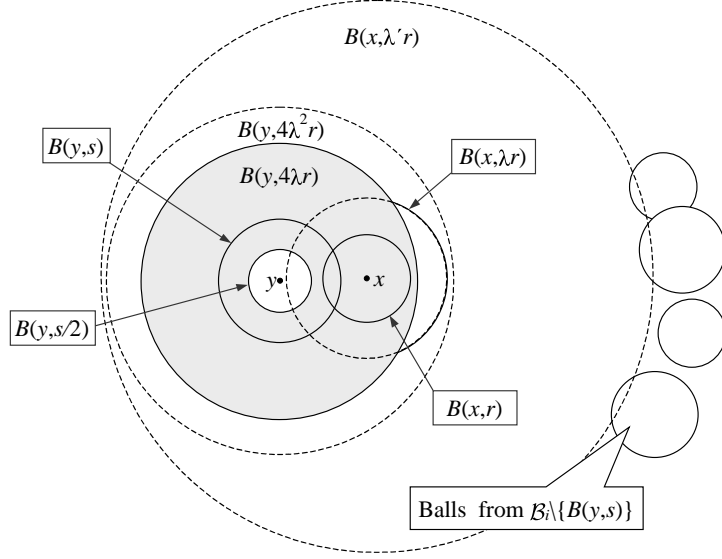 B(x,λ′r)
B(y,4λ²r)
B(y,s)
B(x,λr)
B(y,4λr)
y
x
B(y,s/2)
B(x,r)
Balls from 𝓑ᵢ\{B(y,s)}